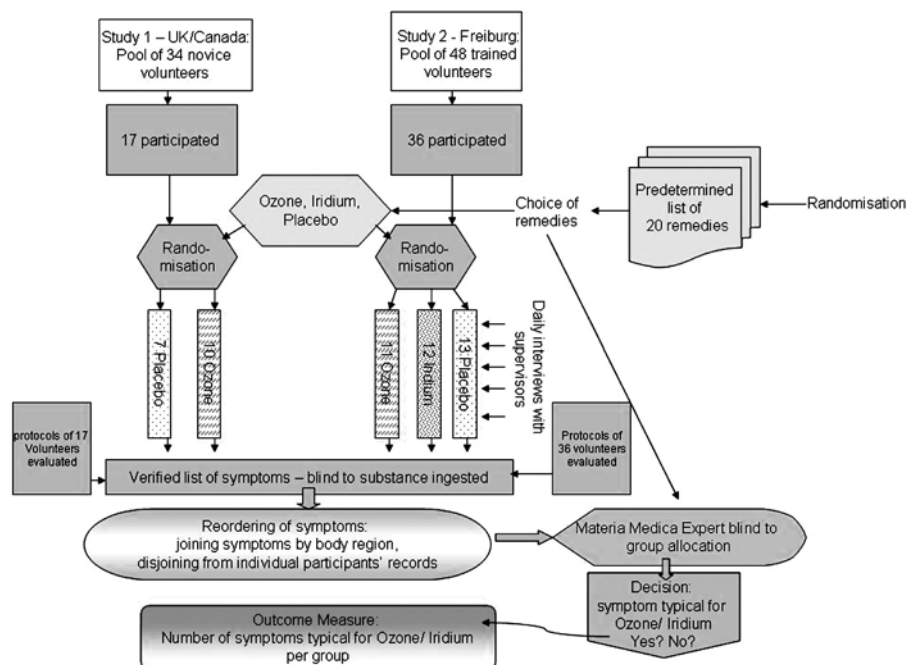 Study 1 – UK/Canada:
Pool of 34 novice
volunteers
Study 2 - Freiburg:
Pool of 48 trained
volunteers
17 participated
36 participated
Ozone, Iridium,
Placebo
Choice of
remedies
Predetermined
list of
20 remedies
Randomisation
Rando-
misation
Rando-
misation
7 Placebo
10 Ozone
11 Ozone
12 Iridium
13 Placebo
Daily interviews with
supervisors
protocols of 17
Volunteers
evaluated
Protocols of
36 volunteers
evaluated
Verified list of symptoms – blind to substance ingested
Reordering of symptoms:
joining symptoms by body region,
disjoining from individual participants' records
Materia Medica Expert blind to
group allocation
Decision:
symptom typical for
Ozone/ Iridium
Yes? No?
Outcome Measure:
Number of symptoms typical for Ozone/ Iridium
per group